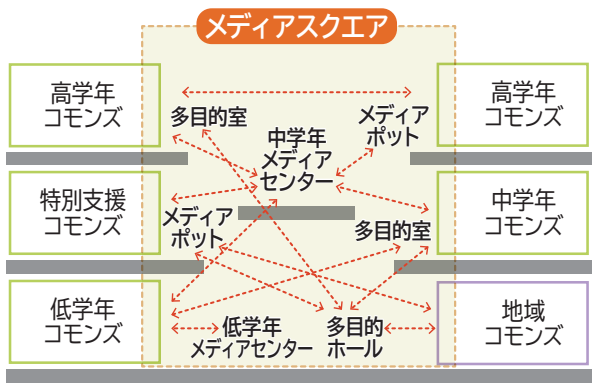 メディアスクエア
高学年
コモンズ
多目的室
メディア
ポット
高学年
コモンズ
中学年
メディア
センター
特別支援
コモンズ
メディア
ポット
多目的室
中学年
コモンズ
低学年
コモンズ
低学年
メディアセンター
多目的
ホール
地域
コモンズ